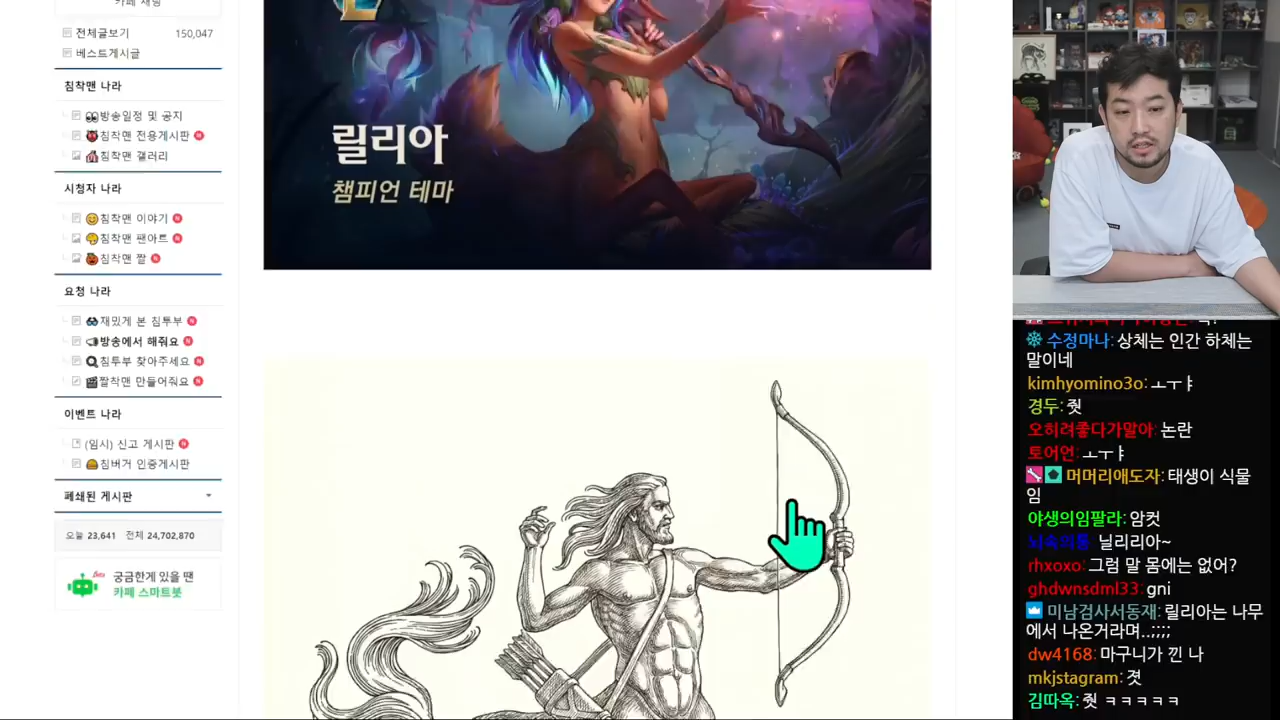 카페 채팅
전체글보기 150,047
베스트게시글
침착맨 나라
방송일정 및 공지
침착맨 전용게시판 N
침착맨 갤러리
시청자 나라
침착맨 이야기 N
침착맨 팬아트 N
침착맨 짤 N
요청 나라
재밌게 본 침투부 N
방송에서 해줘요 N
침투부 찾아주세요 N
짤착맨 만들어줘요 N
이벤트 나라
(임시) 신고 게시판 N
침버거 인증게시판
폐쇄된 게시판
오늘 23,641 전체 24,702,870
Beta
궁금한게 있을 땐
카페 스마트봇
릴리아
챔피언 테마
수정마나: 상체는 인간 하체는
말이네
kimhyomino3o: ㅗㅜㅑ
경두: 줫
오히려좋다가말아: 논란
토어언: ㅗㅜㅑ
머머리애도자: 태생이 식물
임
야생의임팔라: 암컷
뇌속의똥: 닐리리아~
rhxoxo: 그럼 말 몸에는 없어?
ghdwnsdml33: gni
미남검사서동재: 릴리아는 나무
에서 나온거라며..;;;;
dw4168: 마구니가 낀 나
mkjstagram: 젓
김따옥: 줫 ㅋㅋㅋㅋㅋ